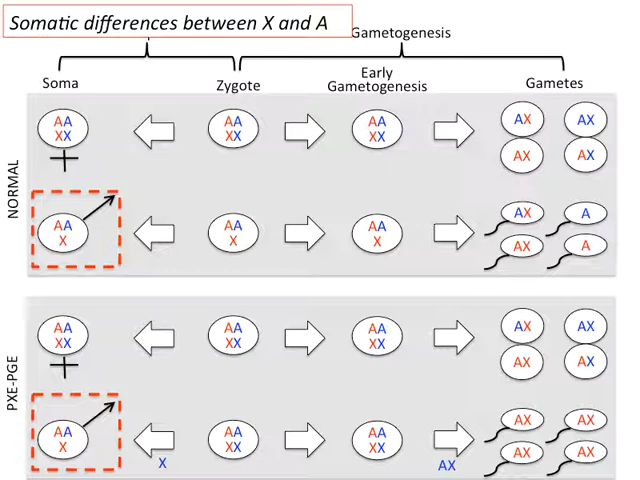 Somatic differences between X and A
Gametogenesis
Soma
Zygote
Early
Gametogenesis
Gametes
NORMAL
AA
XX
AA
XX
AA
XX
AX
AX
AX
AX
AA
X
AA
X
AA
X
AX
A
AX
A
PXE-PGE
AA
XX
AA
XX
AA
XX
AX
AX
AX
AX
AA
X
X
AA
XX
AA
XX
AX
AX
AX
AX
AX